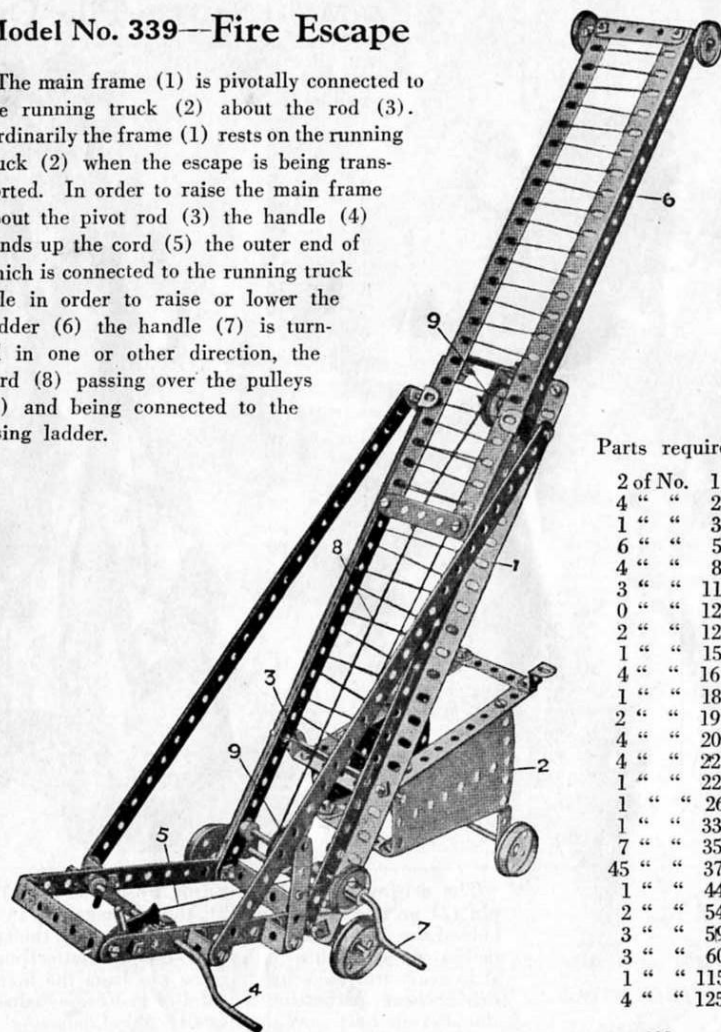 Model No. 339—Fire Escape
The main frame (1) is pivotally connected to
e running truck (2) about the rod (3).
rdinarily the frame (1) rests on the running
uck (2) when the escape is being trans-
orted. In order to raise the main frame
out the pivot rod (3) the handle (4)
nds up the cord (5) the outer end of
hich is connected to the running truck
le in order to raise or lower the
dder (6) the handle (7) is turn-
in one or other direction, the
rd (8) passing over the pulleys
) and being connected to the
sing ladder.
6
9
1
8
3
9
2
5
7
4
Parts require
2 of No. 1
4 “ “ 2
1 “ “ 3
6 “ “ 5
4 “ “ 8
3 “ “ 11
0 “ “ 12
2 “ “ 12
1 “ “ 15
4 “ “ 16
1 “ “ 18
2 “ “ 19
4 “ “ 20
4 “ “ 22
1 “ “ 22
1 “ “ 26
1 “ “ 33
7 “ “ 35
45 “ “ 37
1 “ “ 44
2 “ “ 54
3 “ “ 59
3 “ “ 60
1 “ “ 115
4 “ “ 125